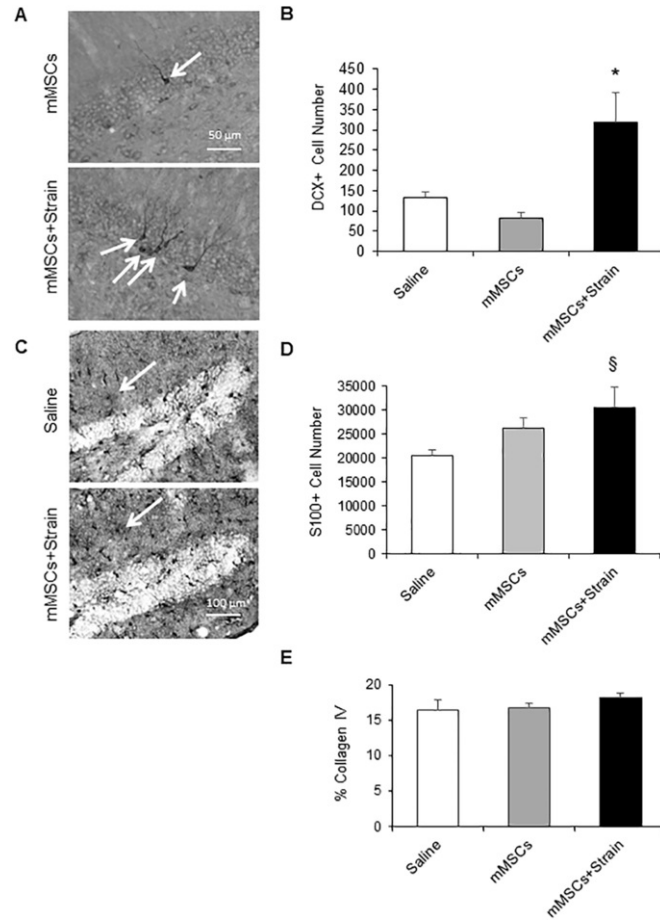 A
mMSCs
50 µm
mMSCs+Strain
B
DCX+ Cell Number
450
400
350
300
250
200
150
100
50
0
*
Saline
mMSCs
mMSCs+Strain
C
Saline
mMSCs+Strain
100 µm
D
S100+ Cell Number
35000
30000
25000
20000
15000
10000
5000
0
§
Saline
mMSCs
mMSCs+Strain
E
% Collagen IV
20
15
10
5
0
Saline
mMSCs
mMSCs+Strain